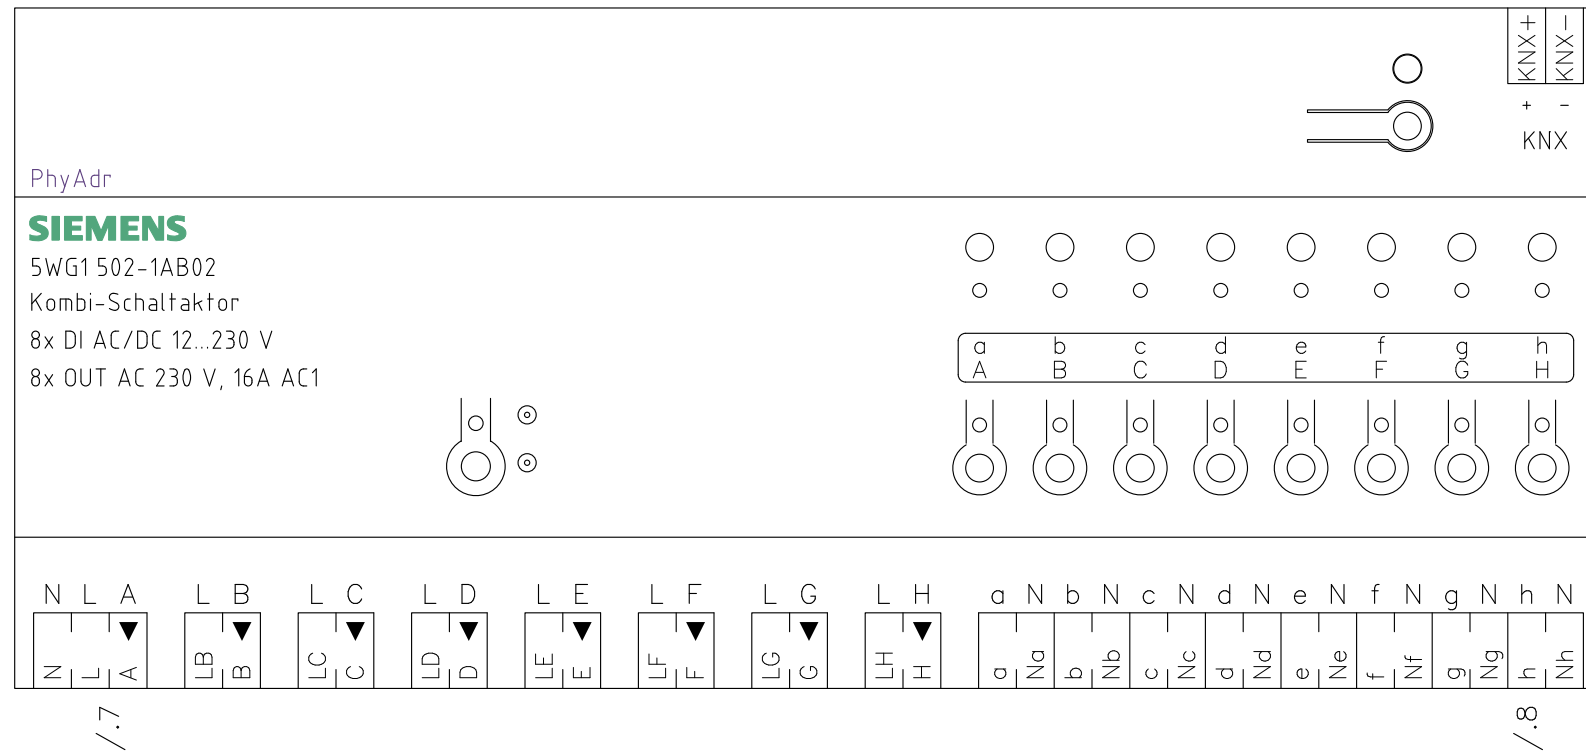 KNX+ KNX-
+ -
KNX
PhyAdr
SIEMENS
5WG1 502-1AB02
Kombi-Schaltaktor
8x DI AC/DC 12...230 V
8x OUT AC 230 V, 16A AC1
a b c d e f g h
A B C D E F G H
N L A L B L C L D L E L F L G L H a N b N c N d N e N f N g N h N
N L A LB B LC C LD D LE E LF F LG G LH H a Na b Nb c Nc d Nd e Ne f Nf g Ng h Nh
/.7 /.8